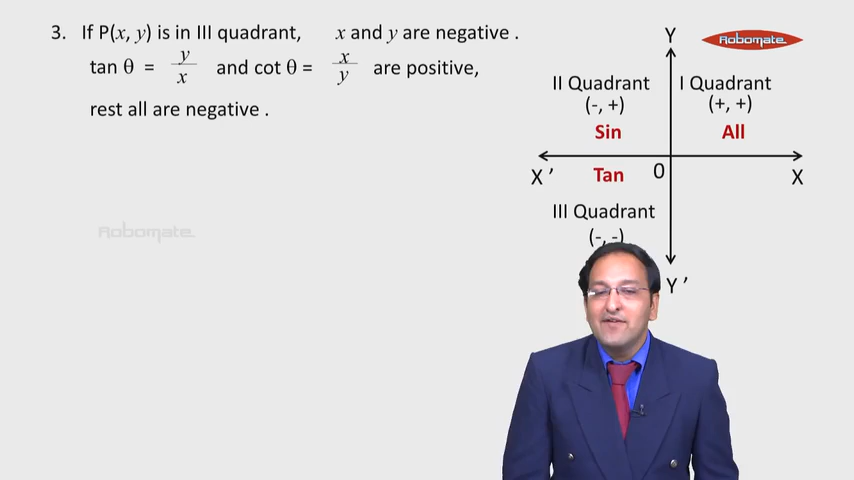 3. If P(x, y) is in III quadrant, x and y are negative .
tan θ = y/x and cot θ = x/y are positive,
rest all are negative .
Robomate
Y
Robomate
II Quadrant
(-, +)
Sin
I Quadrant
(+, +)
All
X ’
Tan
0
X
III Quadrant
(-, -)
Y ’